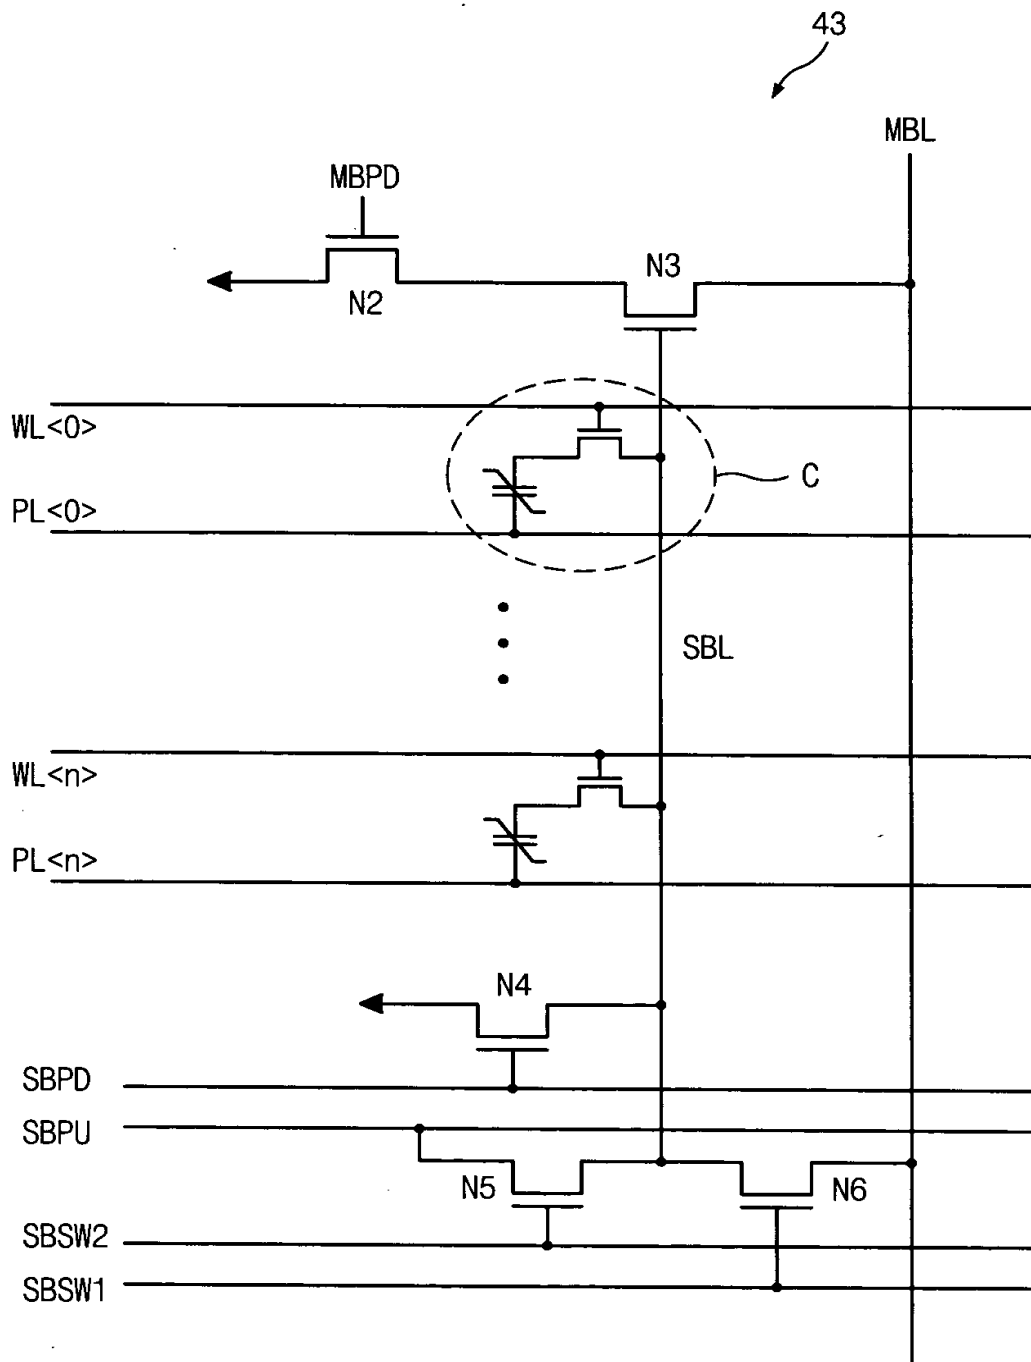 43
MBL
MBPD
N3
N2
WL<0>
C
PL<0>
SBL
WL<n>
PL<n>
N4
SBPD
SBPU
N5
N6
SBSW2
SBSW1